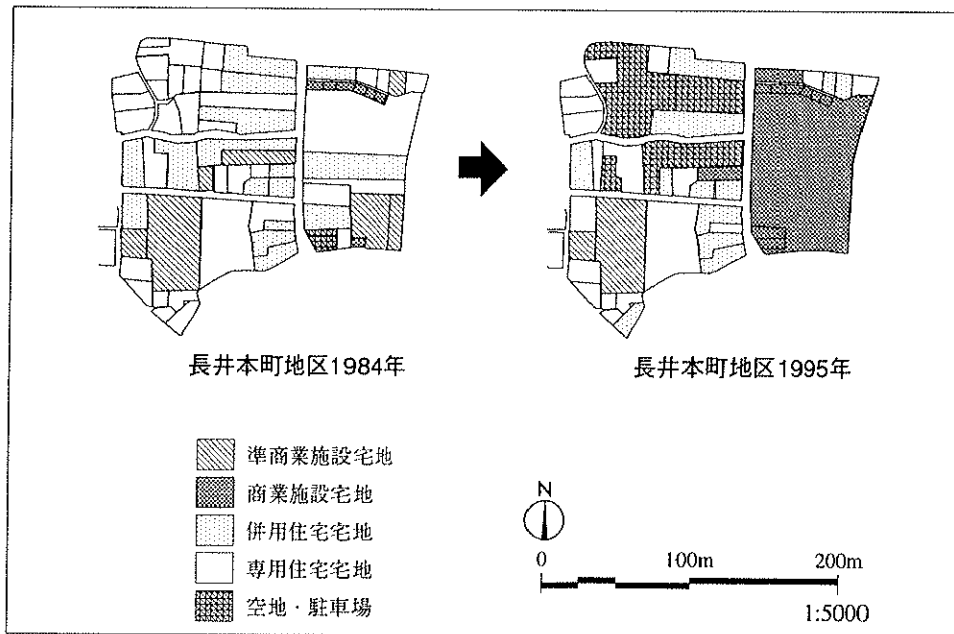 長井本町地区1984年
長井本町地区1995年
準商業施設宅地
商業施設宅地
併用住宅宅地
専用住宅宅地
空地・駐車場
N
0 100m 200m
1:5000